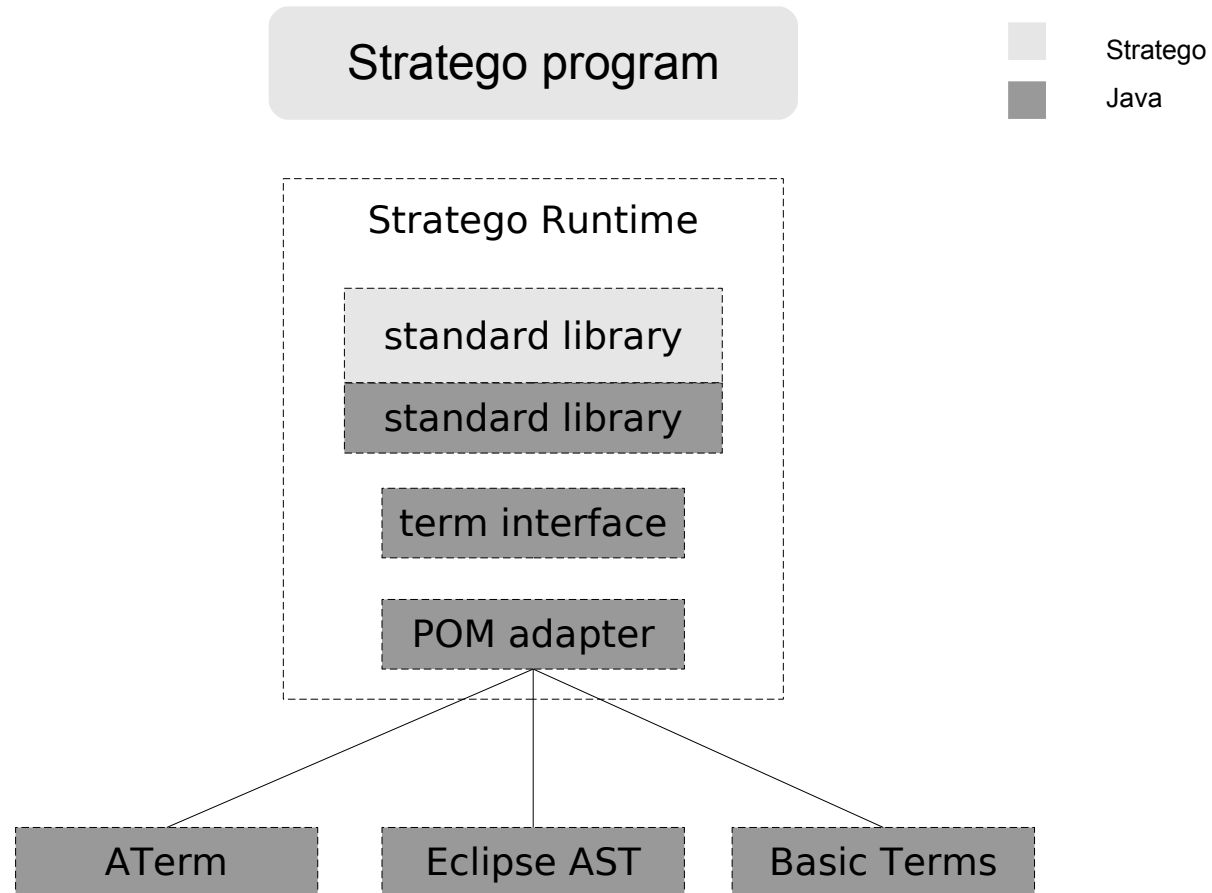 Stratego program
Stratego
Java
Stratego Runtime
standard library
standard library
term interface
POM adapter
ATerm
Eclipse AST
Basic Terms